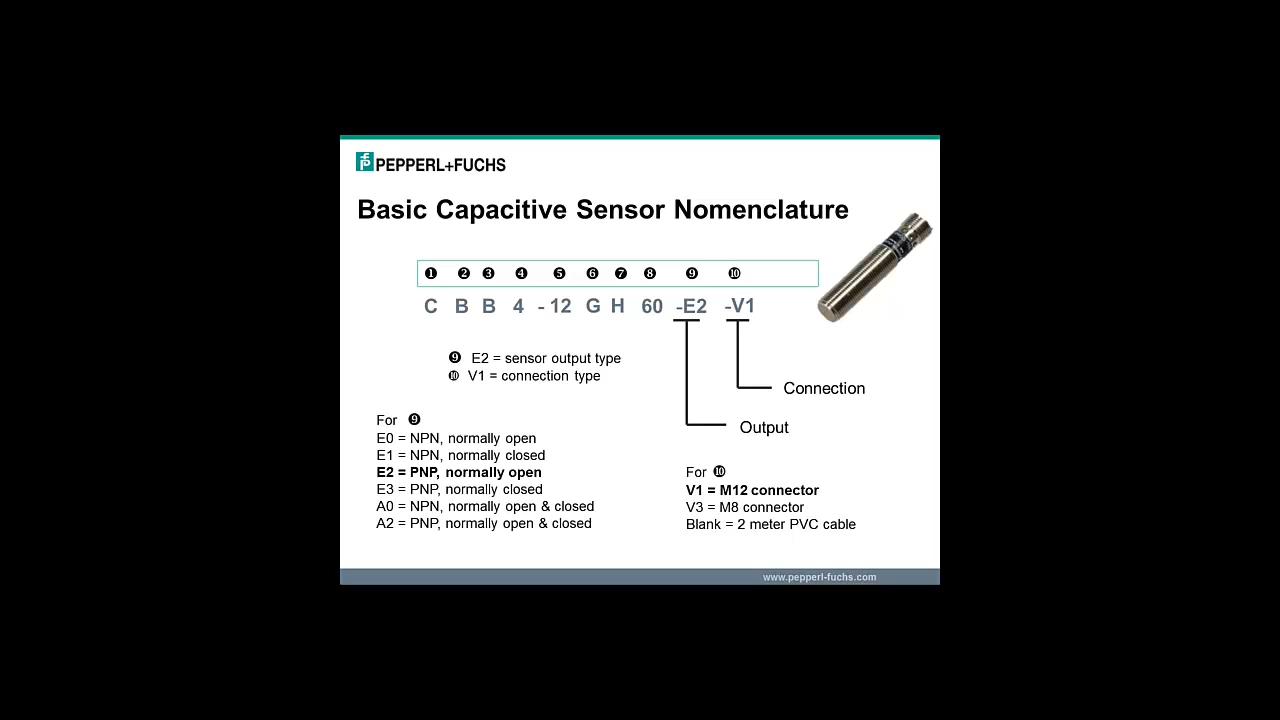 PEPPERL+FUCHS
Basic Capacitive Sensor Nomenclature
❶ ❷ ❸ ❹ ❺ ❻ ❼ ❽ ❾ ❿
C B B 4 - 12 G H 60 -E2 -V1
❾ E2 = sensor output type
❿ V1 = connection type
Connection
Output
For ❾
E0 = NPN, normally open
E1 = NPN, normally closed
E2 = PNP, normally open
E3 = PNP, normally closed
A0 = NPN, normally open & closed
A2 = PNP, normally open & closed
For ❿
V1 = M12 connector
V3 = M8 connector
Blank = 2 meter PVC cable
www.pepperl-fuchs.com